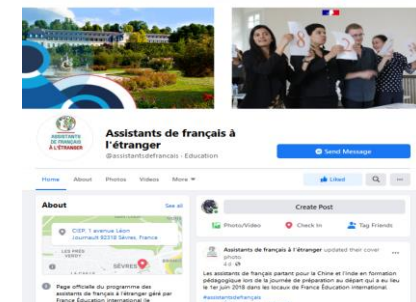 ASSISTANTS
DE FRANÇAIS
À L'ÉTRANGER
Assistants de français à
l'étranger
@assistantsdefrancais · Education
Send Message
Home About Photos Videos More
Liked
About See all
CIEP, 1 avenue Léon
Journault 92310 Sèvres, France
SÈVRES
Page officielle du programme des
assistants de français à l'étranger géré par
France Éducation international (le
Create Post
Photo/Video Check in Tag Friends
Assistants de français à l'étranger updated their cover
photo.
Les assistants de français partant pour la Chine et l'Inde en formation
pédagogique lors de la journée de préparation au départ qui a eu lieu
le 1er juin 2018 dans les locaux de France Éducation international.
#assistantsdefrançais